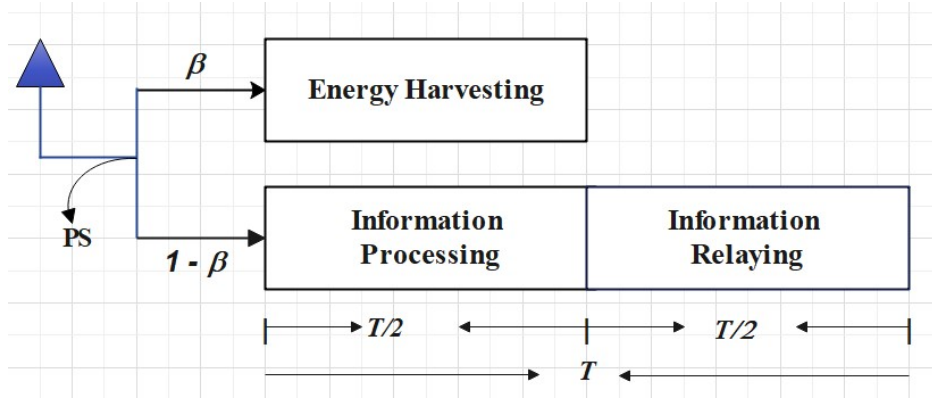 β
Energy Harvesting
PS
1 - β
Information
Processing
Information
Relaying
T/2
T/2
T